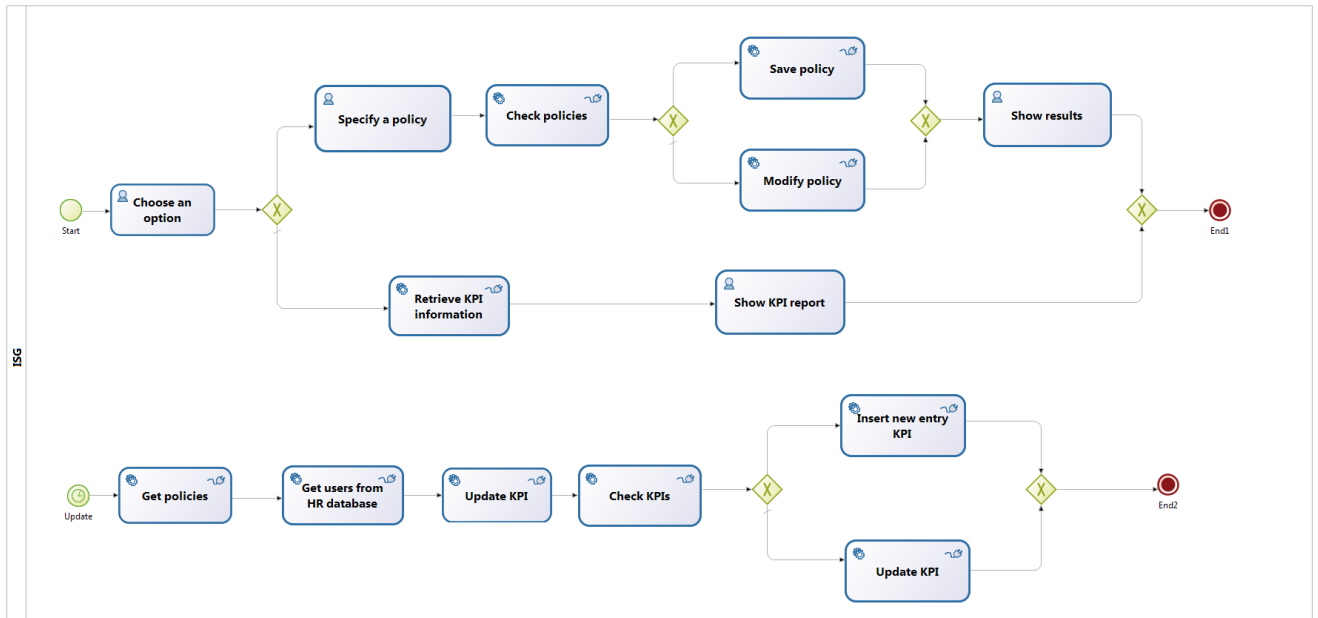 ISG
Start
Choose an
option
Specify a policy
Check policies
X
X
Save policy
Modify policy
X
Show results
Retrieve KPI
information
Show KPI report
X
End1
Update
Get policies
Get users from
HR database
Update KPI
Check KPIs
X
Insert new entry
KPI
Update KPI
X
End2